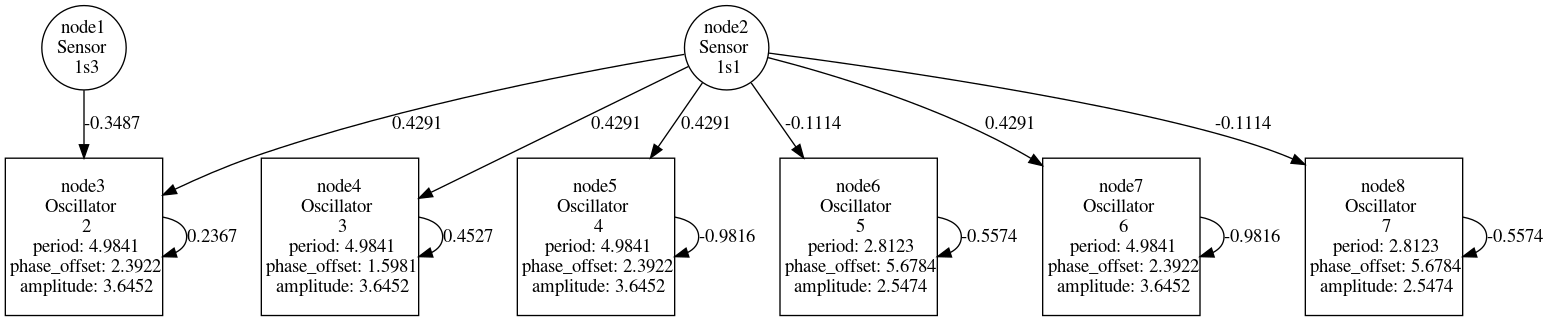 node1
Sensor
1s3
node2
Sensor
1s1
-0.3487
0.4291
0.4291
0.4291
-0.1114
0.4291
-0.1114
node3
Oscillator
2
period: 4.9841
phase_offset: 2.3922
amplitude: 3.6452
0.2367
node4
Oscillator
3
period: 4.9841
phase_offset: 1.5981
amplitude: 3.6452
0.4527
node5
Oscillator
4
period: 4.9841
phase_offset: 2.3922
amplitude: 3.6452
-0.9816
node6
Oscillator
5
period: 2.8123
phase_offset: 5.6784
amplitude: 2.5474
-0.5574
node7
Oscillator
6
period: 4.9841
phase_offset: 2.3922
amplitude: 3.6452
-0.9816
node8
Oscillator
7
period: 2.8123
phase_offset: 5.6784
amplitude: 2.5474
-0.5574